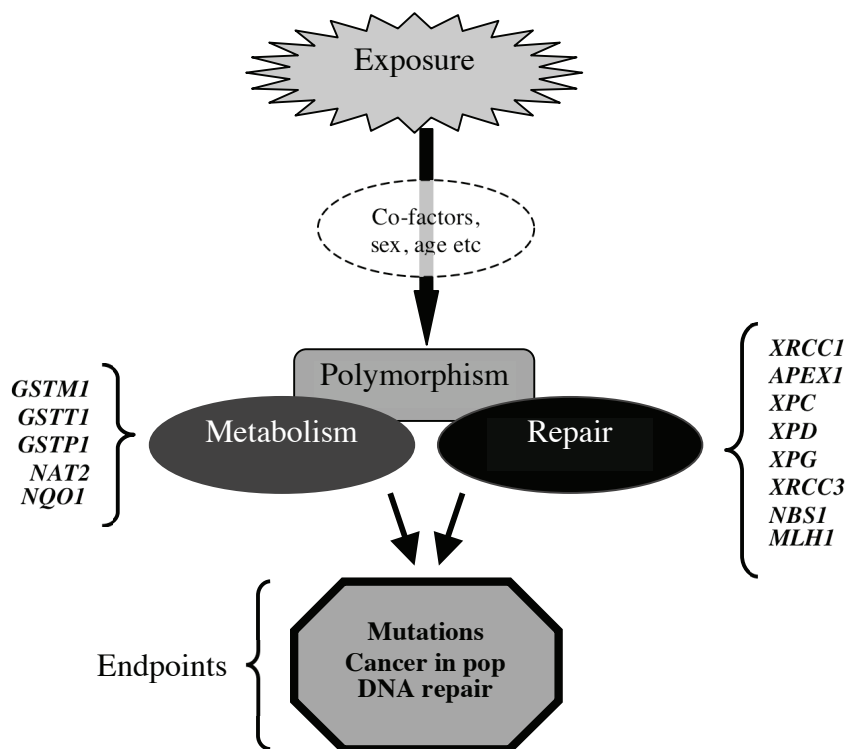 Exposure
Co-factors,
sex, age etc
Polymorphism
Metabolism
Repair
GSTM1
GSTT1
GSTP1
NAT2
NQO1
XRCC1
APEX1
XPC
XPD
XPG
XRCC3
NBS1
MLH1
Endpoints
Mutations
Cancer in pop
DNA repair